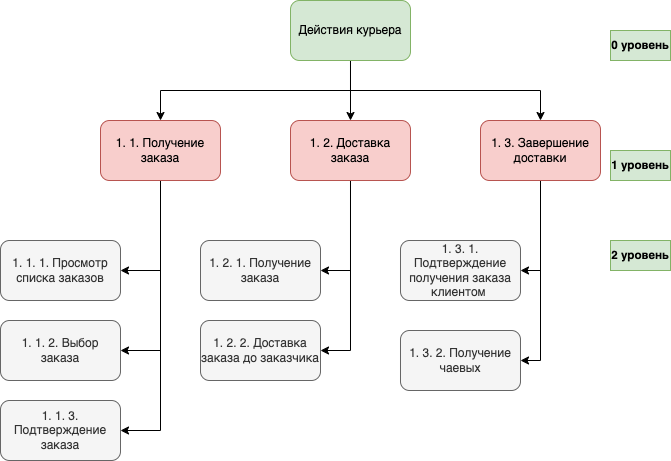 Действия курьера
0 уровень
1. 1. Получение
заказа
1. 2. Доставка
заказа
1. 3. Завершение
доставки
1 уровень
1. 1. 1. Просмотр
списка заказов
1. 2. 1. Получение
заказа
1. 3. 1.
Подтверждение
получения заказа
клиентом
2 уровень
1. 1. 2. Выбор
заказа
1. 2. 2. Доставка
заказа до заказчика
1. 3. 2. Получение
чаевых
1. 1. 3.
Подтверждение
заказа